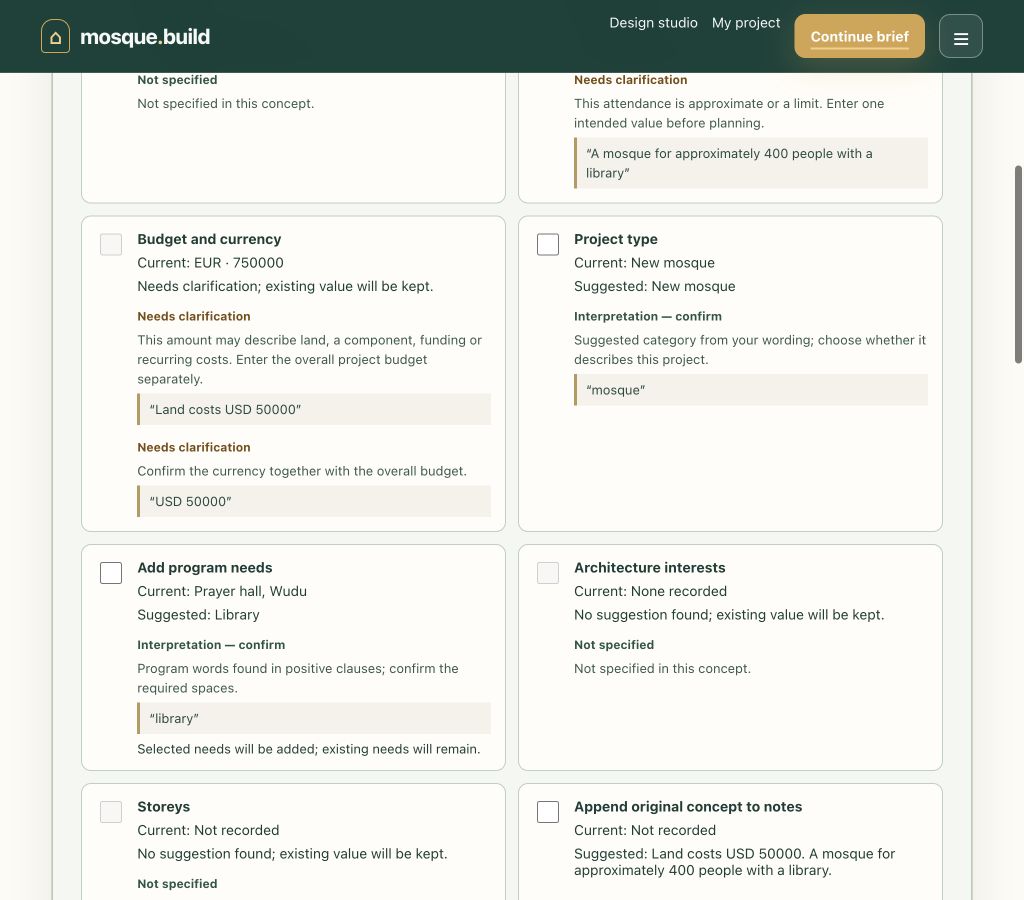 mosque.build
Design studio
My project
Continue brief
Not specified
Not specified in this concept.
Needs clarification
This attendance is approximate or a limit. Enter one
intended value before planning.
“A mosque for approximately 400 people with a
library”
Budget and currency
Current: EUR · 750000
Needs clarification; existing value will be kept.
Needs clarification
This amount may describe land, a component, funding or
recurring costs. Enter the overall project budget
separately.
“Land costs USD 50000”
Needs clarification
Confirm the currency together with the overall budget.
“USD 50000”
Project type
Current: New mosque
Suggested: New mosque
Interpretation — confirm
Suggested category from your wording; choose whether it
describes this project.
“mosque”
Add program needs
Current: Prayer hall, Wudu
Suggested: Library
Interpretation — confirm
Program words found in positive clauses; confirm the
required spaces.
“library”
Selected needs will be added; existing needs will remain.
Architecture interests
Current: None recorded
No suggestion found; existing value will be kept.
Not specified
Not specified in this concept.
Storeys
Current: Not recorded
No suggestion found; existing value will be kept.
Not specified
Append original concept to notes
Current: Not recorded
Suggested: Land costs USD 50000. A mosque for
approximately 400 people with a library.